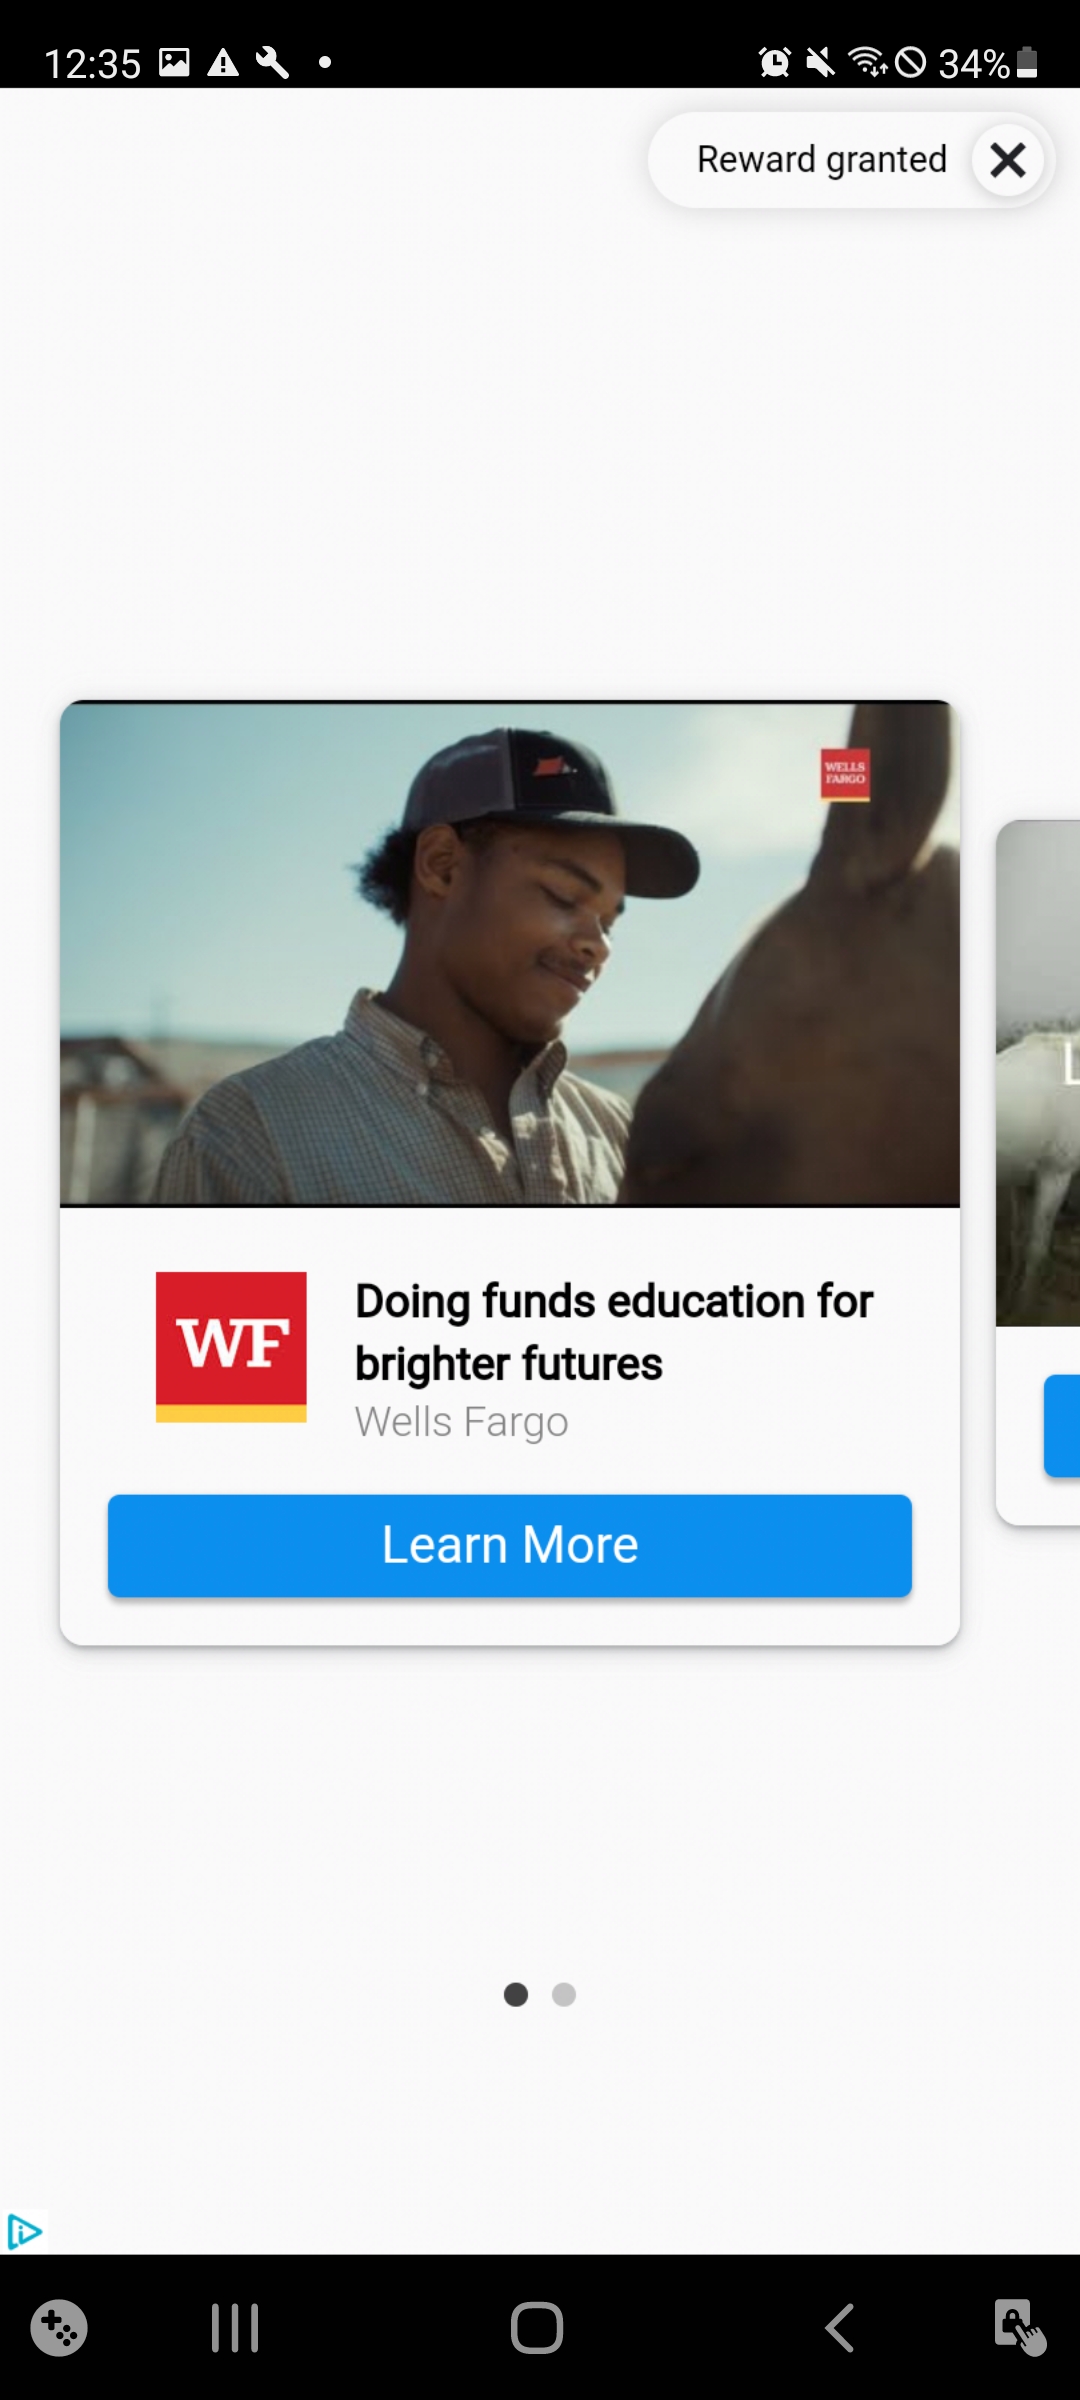 12:35
34%
Reward granted
WELLS
FARGO
L
WF
Doing funds education for
brighter futures
Wells Fargo
Learn More